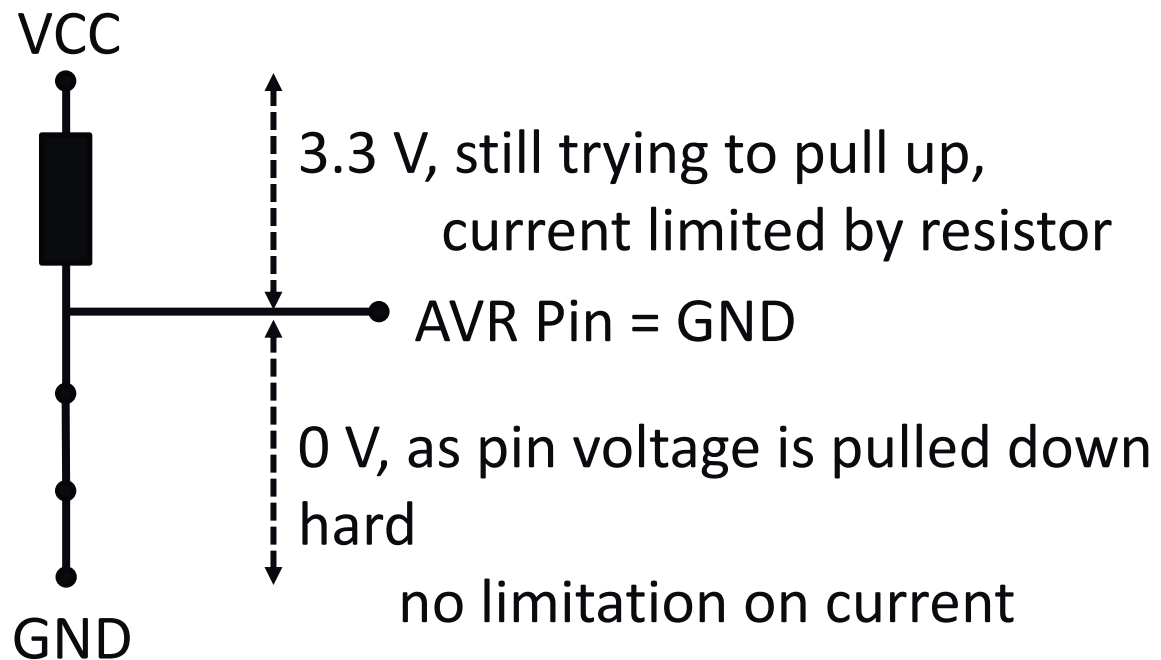 VCC
3.3 V, still trying to pull up,
current limited by resistor
AVR Pin = GND
0 V, as pin voltage is pulled down
hard
no limitation on current
GND